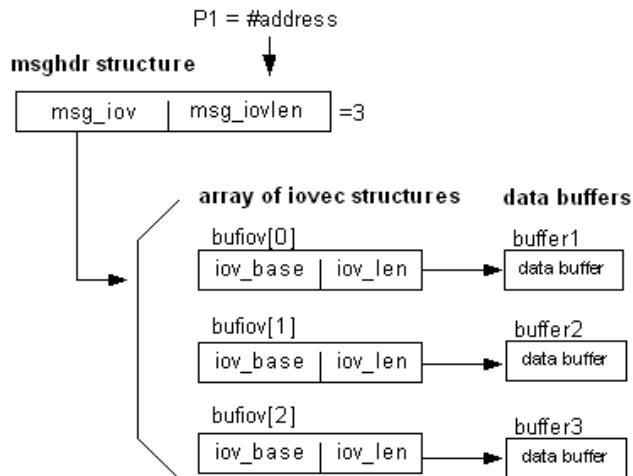 P1 = #address
msghdr structure
msg_iov msg_iovlen =3
array of iovec structures data buffers
bufiov[0] buffer1
iov_base iov_len data buffer
bufiov[1] buffer2
iov_base iov_len data buffer
bufiov[2] buffer3
iov_base iov_len data buffer